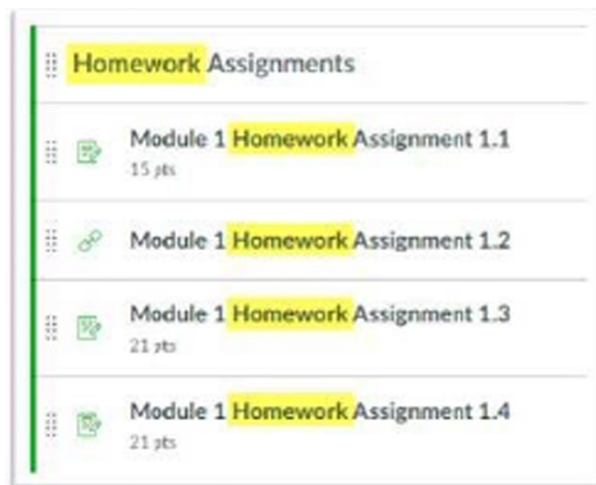 Homework Assignments
Module 1 Homework Assignment 1.1
15 pts
Module 1 Homework Assignment 1.2
Module 1 Homework Assignment 1.3
21 pts
Module 1 Homework Assignment 1.4
21 pts